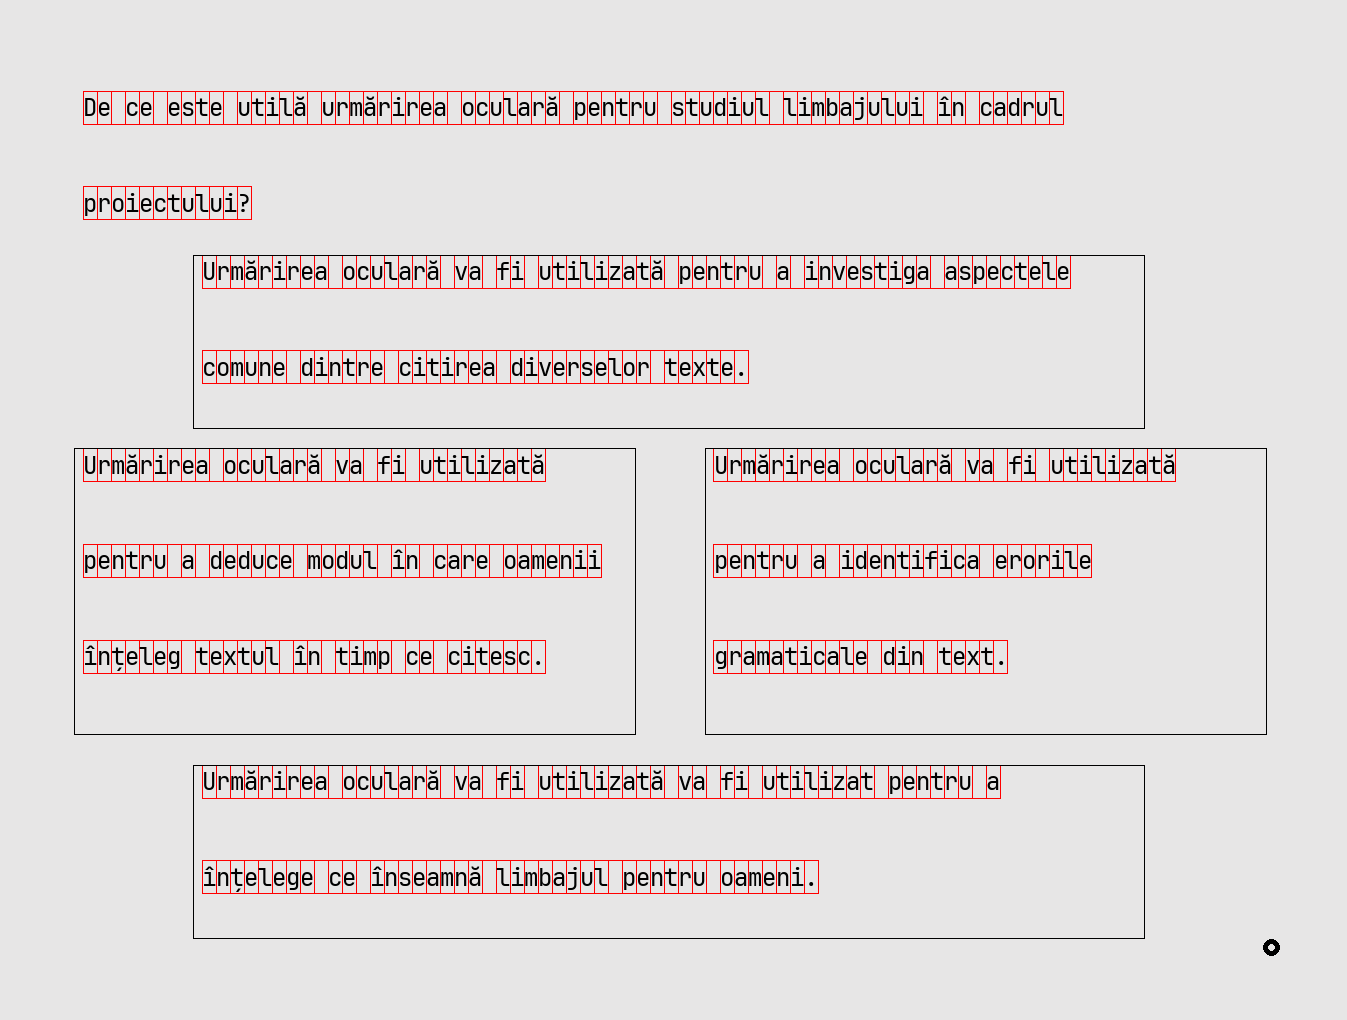 De ce este utilă urmărirea oculară pentru studiul limbajului în cadrul
proiectului?
Urmărirea oculară va fi utilizată pentru a investiga aspectele
comune dintre citirea diverselor texte.
Urmărirea oculară va fi utilizată
pentru a deduce modul în care oamenii
înțeleg textul în timp ce citesc.
Urmărirea oculară va fi utilizată
pentru a identifica erorile
gramaticale din text.
Urmărirea oculară va fi utilizată va fi utilizat pentru a
înțelege ce înseamnă limbajul pentru oameni.